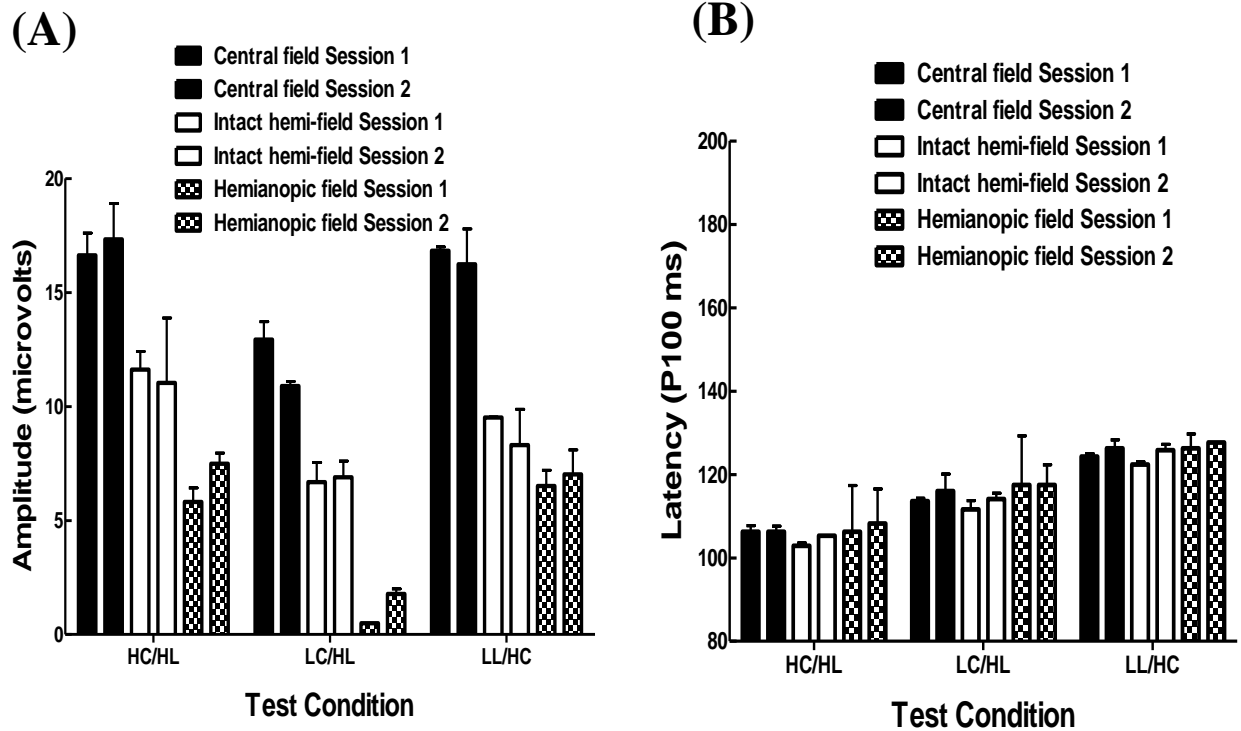 (A)
Central field Session 1
Central field Session 2
Intact hemi-field Session 1
Intact hemi-field Session 2
Hemianopic field Session 1
Hemianopic field Session 2
Amplitude (microvolts)
20
15
10
5
0
HC/HL LC/HL LL/HC
Test Condition
(B)
Central field Session 1
Central field Session 2
Intact hemi-field Session 1
Intact hemi-field Session 2
Hemianopic field Session 1
Hemianopic field Session 2
Latency (P100 ms)
200
180
160
140
120
100
80
HC/HL LC/HL LL/HC
Test Condition